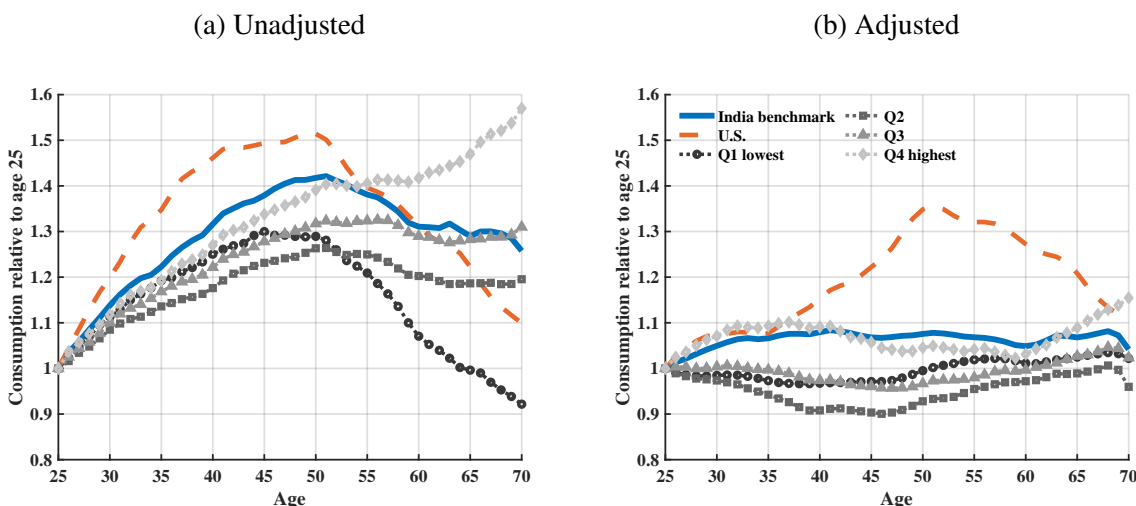 (a) Unadjusted
1.6
1.5
1.4
1.3
1.2
1.1
1
0.9
0.8
Consumption relative to age 25
25 30 35 40 45 50 55 60 65 70
Age
(b) Adjusted
1.6
1.5
1.4
1.3
1.2
1.1
1
0.9
0.8
Consumption relative to age 25
India benchmark
U.S.
Q1 lowest
Q2
Q3
Q4 highest
25 30 35 40 45 50 55 60 65 70
Age